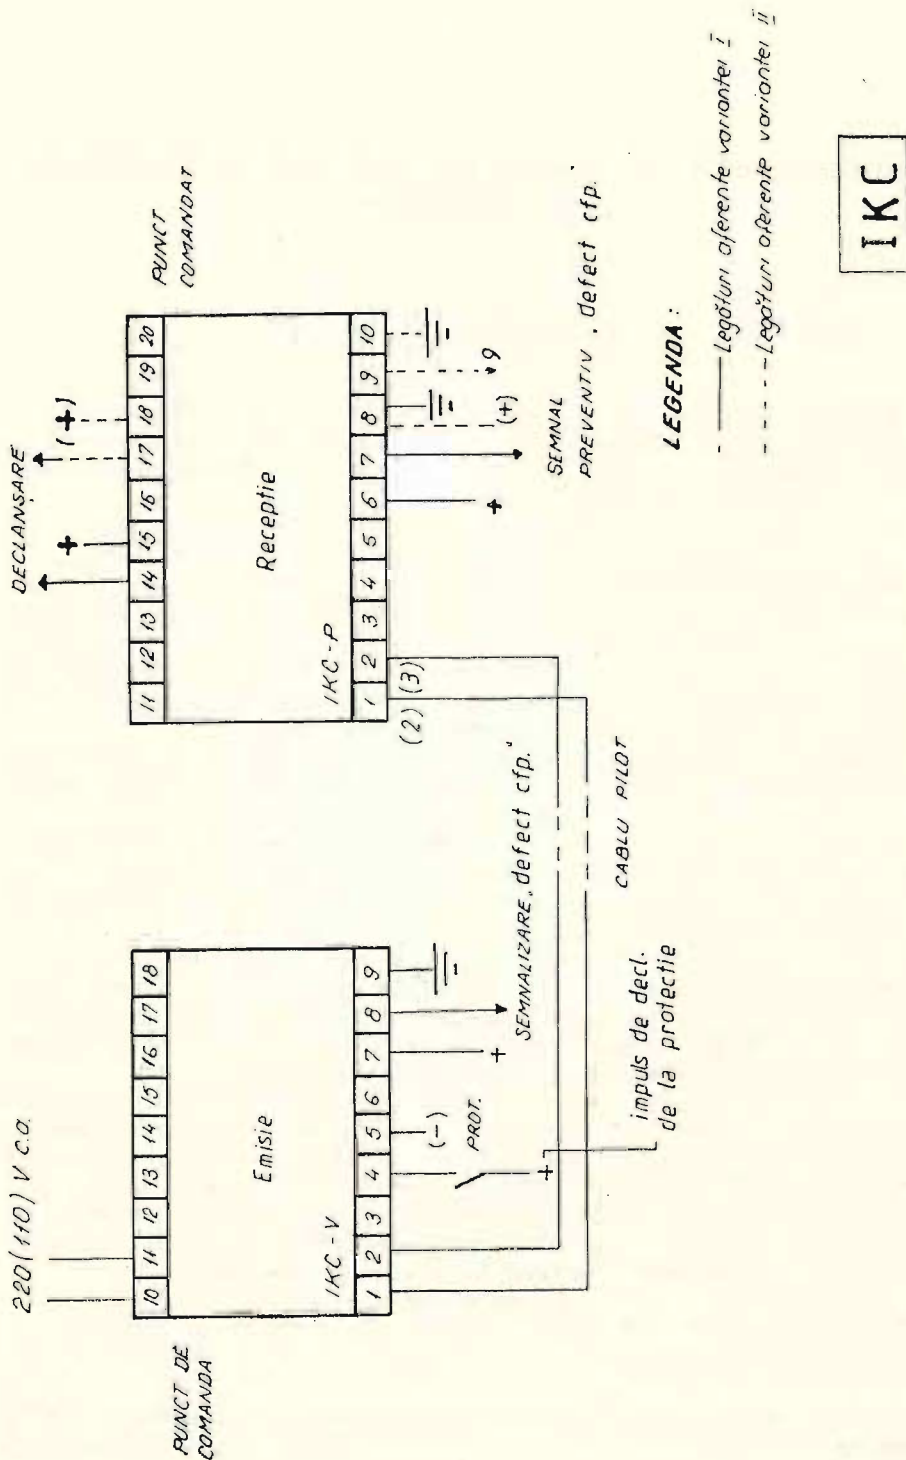 220 (110) V c.a.
PUNCT DE
COMANDA
10 11 12 13 14 15 16 17 18
Emisie
IKC-V
1 2 3 4 5 6 7 8 9
(-)
PROT.
+
+
SEMNALIZARE „defect cfp.”
impuls de decl.
de la protectie
CABLU PILOT
DECLANȘARE
+
(+)
PUNCT
COMANDAT
11 12 13 14 15 16 17 18 19 20
Receptie
IKC-P
1 2 3 4 5 6 7 8 9 10
(2) (3)
+
(+)
9
SEMNAL
PREVENTIV „defect cfp.”
LEGENDA :
- ——— Legături aferente variantei I
- - - - - Legături aferente variantei II
IKC